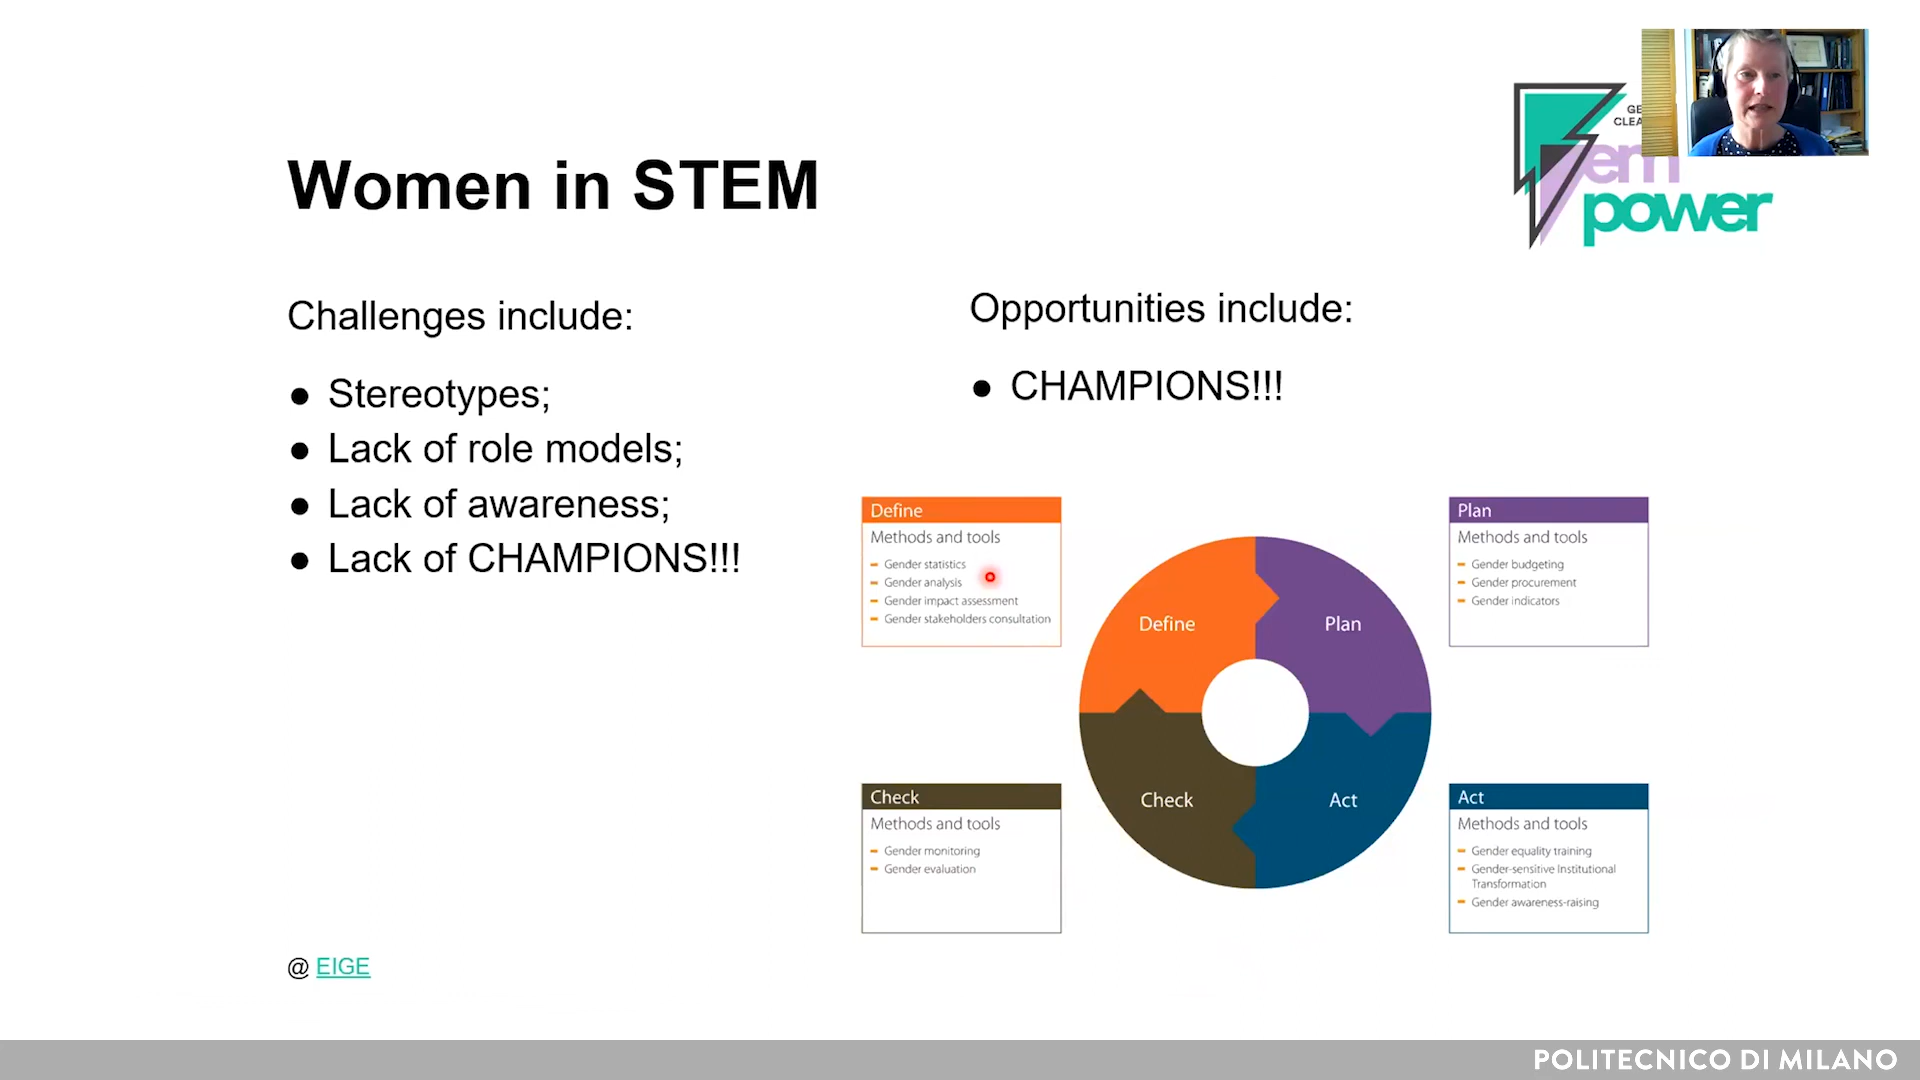 Women in STEM
GE
CLEA
em
power
Challenges include:
● Stereotypes;
● Lack of role models;
● Lack of awareness;
● Lack of CHAMPIONS!!!
Opportunities include:
● CHAMPIONS!!!
Define
Methods and tools
Gender statistics
Gender analysis
Gender impact assessment
Gender stakeholders consultation
Plan
Methods and tools
Gender budgeting
Gender procurement
Gender indicators
Define
Plan
Check
Act
Check
Methods and tools
Gender monitoring
Gender evaluation
Act
Methods and tools
Gender equality training
Gender-sensitive Institutional
Transformation
Gender awareness-raising
@ EIGE
POLITECNICO DI MILANO